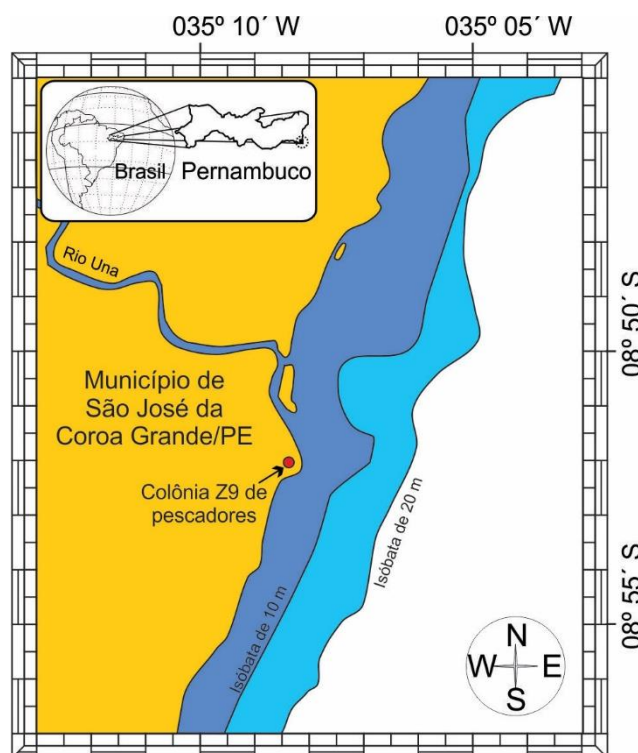 035º 10´ W
035º 05´ W
Brasil
Pernambuco
Rio Una
08º 50´ S
Município de
São José da
Coroa Grande/PE
Colônia Z9 de
pescadores
Isóbata de 20 m
Isóbata de 10 m
08º 55´ S
N
W
E
S